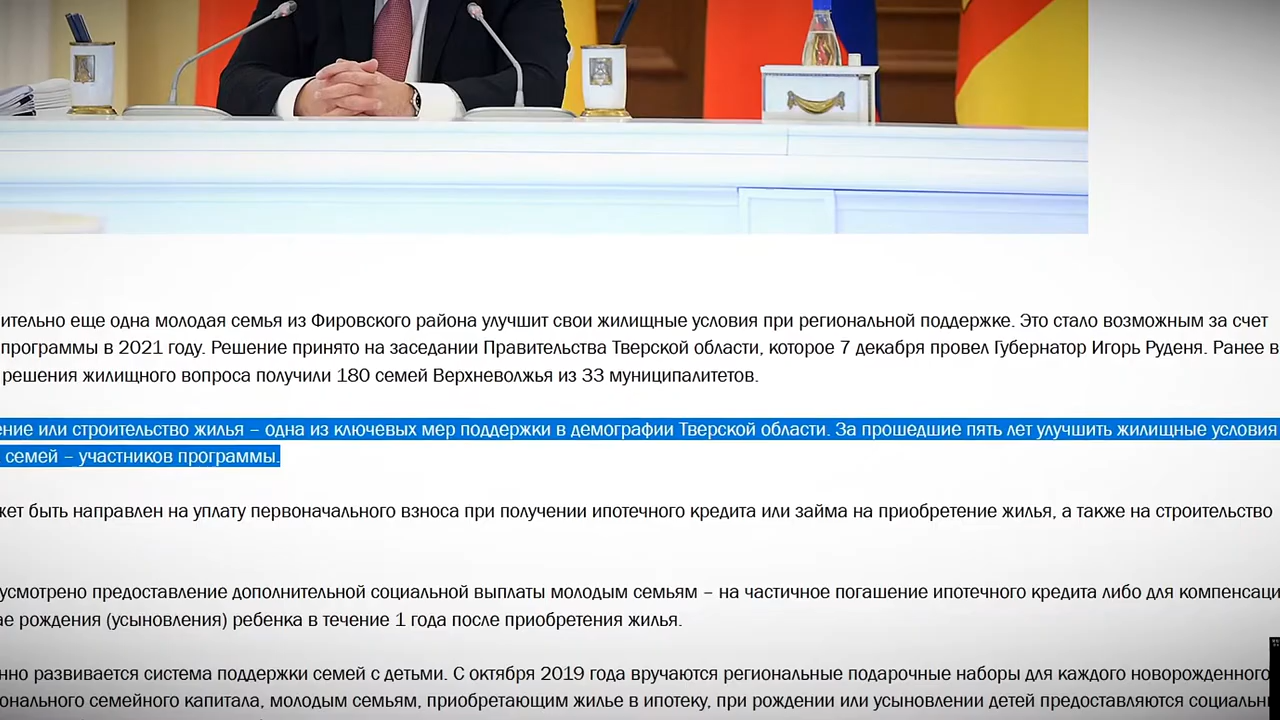 ительно еще одна молодая семья из Фировского района улучшит свои жилищные условия при региональной поддержке. Это стало возможным за счет
программы в 2021 году. Решение принято на заседании Правительства Тверской области, которое 7 декабря провел Губернатор Игорь Руденя. Ранее в
решения жилищного вопроса получили 180 семей Верхневолжья из 33 муниципалитетов.
ение или строительство жилья – одна из ключевых мер поддержки в демографии Тверской области. За прошедшие пять лет улучшить жилищные условия
семей – участников программы.
жет быть направлен на уплату первоначального взноса при получении ипотечного кредита или займа на приобретение жилья, а также на строительство
усмотрено предоставление дополнительной социальной выплаты молодым семьям – на частичное погашение ипотечного кредита либо для компенсаци
ае рождения (усыновления) ребенка в течение 1 года после приобретения жилья.
нно развивается система поддержки семей с детьми. С октября 2019 года вручаются региональные подарочные наборы для каждого новорожденного
онального семейного капитала, молодым семьям, приобретающим жилье в ипотеку, при рождении или усыновлении детей предоставляются социальн